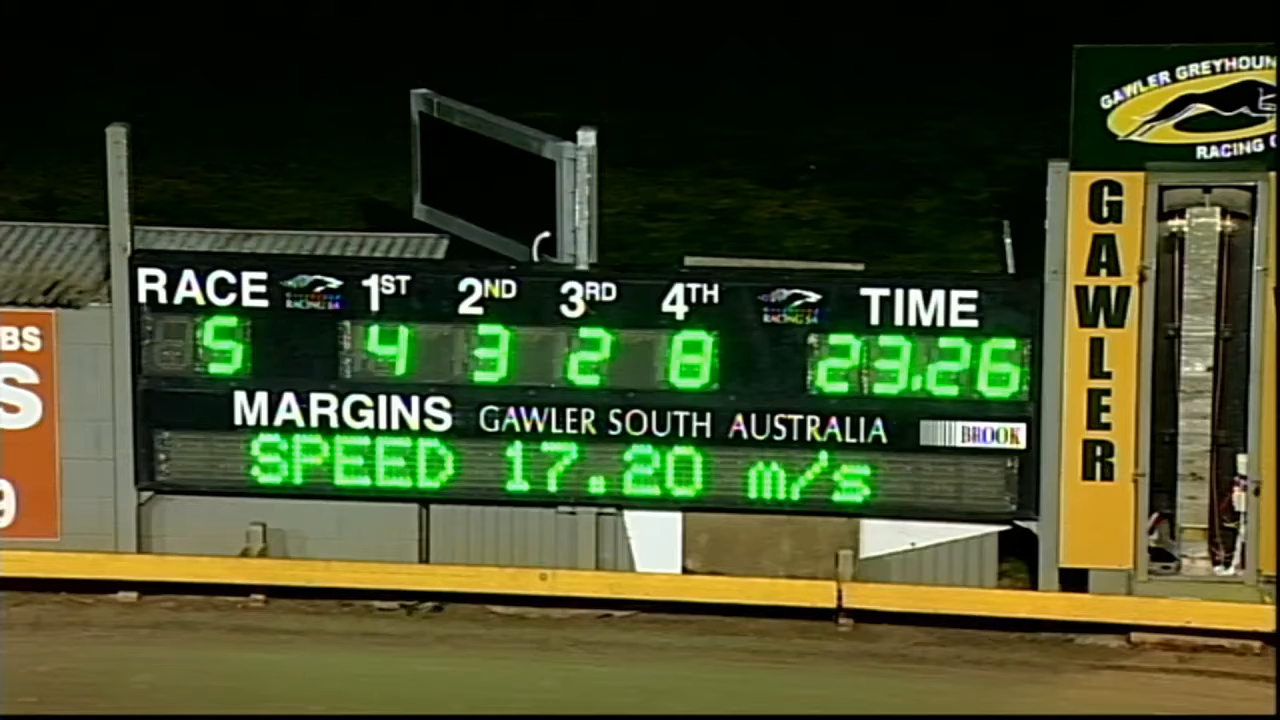 GAWLER GREYHOUN
RACING
GAWLER
RACE 1ST 2ND 3RD 4TH TIME
5 4 3 2 8 23.26
MARGINS GAWLER SOUTH AUSTRALIA BROOK
SPEED 17.20 m/s
BS
S
9